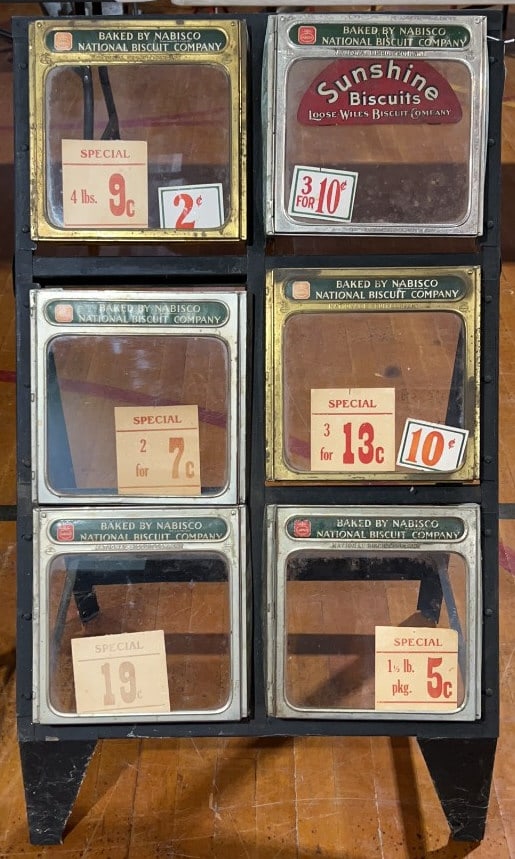 BAKED BY NABISCO
NATIONAL BISCUIT COMPANY
SPECIAL
4 lbs. 9c
2¢
BAKED BY NABISCO
NATIONAL BISCUIT COMPANY
Sunshine
Biscuits
LOOSE-WILES BISCUIT COMPANY
3 FOR 10¢
BAKED BY NABISCO
NATIONAL BISCUIT COMPANY
SPECIAL
2
for 7c
BAKED BY NABISCO
NATIONAL BISCUIT COMPANY
SPECIAL
3
for 13c
10¢
BAKED BY NABISCO
NATIONAL BISCUIT COMPANY
SPECIAL
19c
BAKED BY NABISCO
NATIONAL BISCUIT COMPANY
SPECIAL
1½ lb.
pkg. 5c